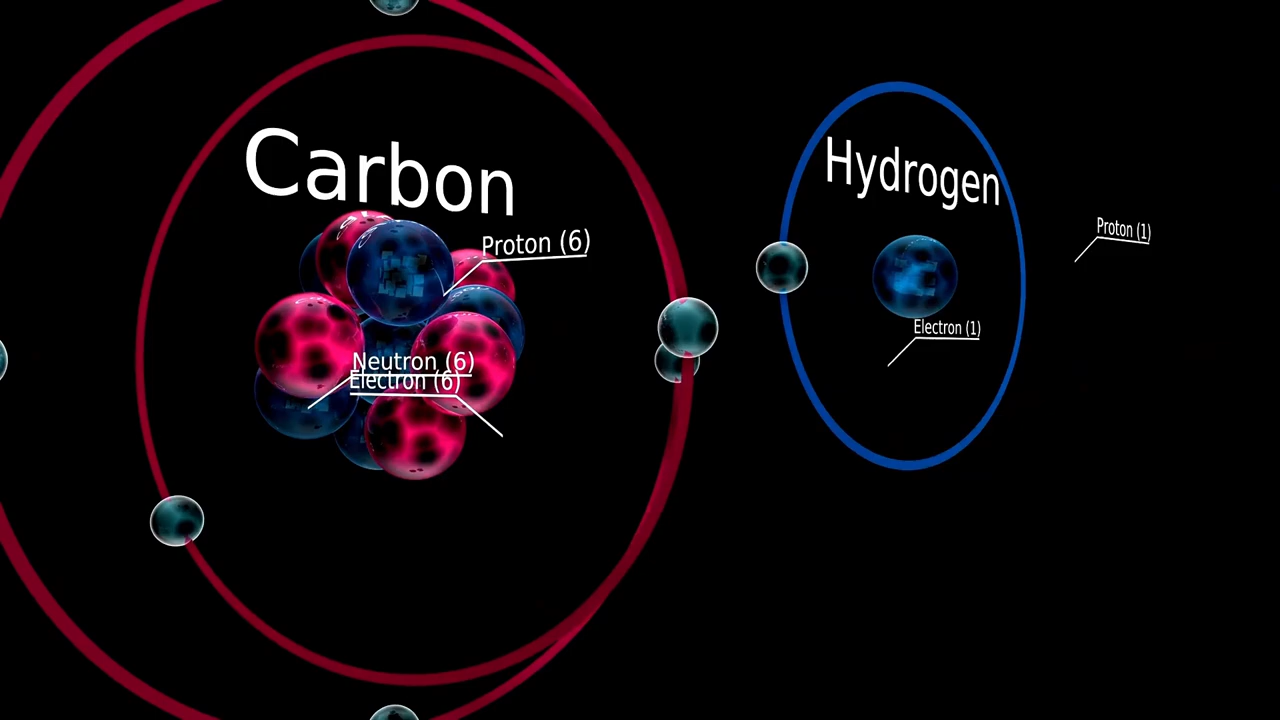 Carbon
Proton (6)
Neutron (6)
Electron (6)
Hydrogen
Proton (1)
Electron (1)